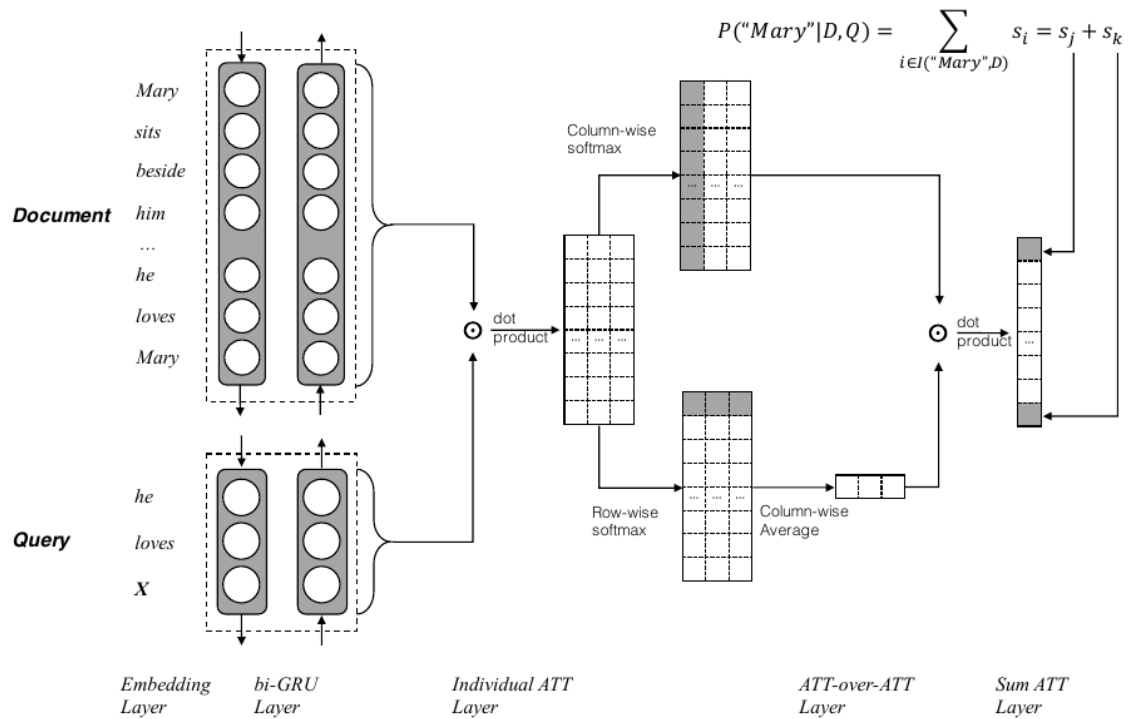 P(“Mary”|D, Q) = ∑ s_i = s_j + s_k
i∈I("Mary",D)
Mary
sits
beside
Document him
...
he
loves
Mary
Column-wise
softmax
...  ...  ...
dot
product
...  ...  ...
dot
product
...
he
Query loves
X
Row-wise
softmax
...  ...  ...
Column-wise
Average
Embedding
Layer
bi-GRU
Layer
Individual ATT
Layer
ATT-over-ATT
Layer
Sum ATT
Layer